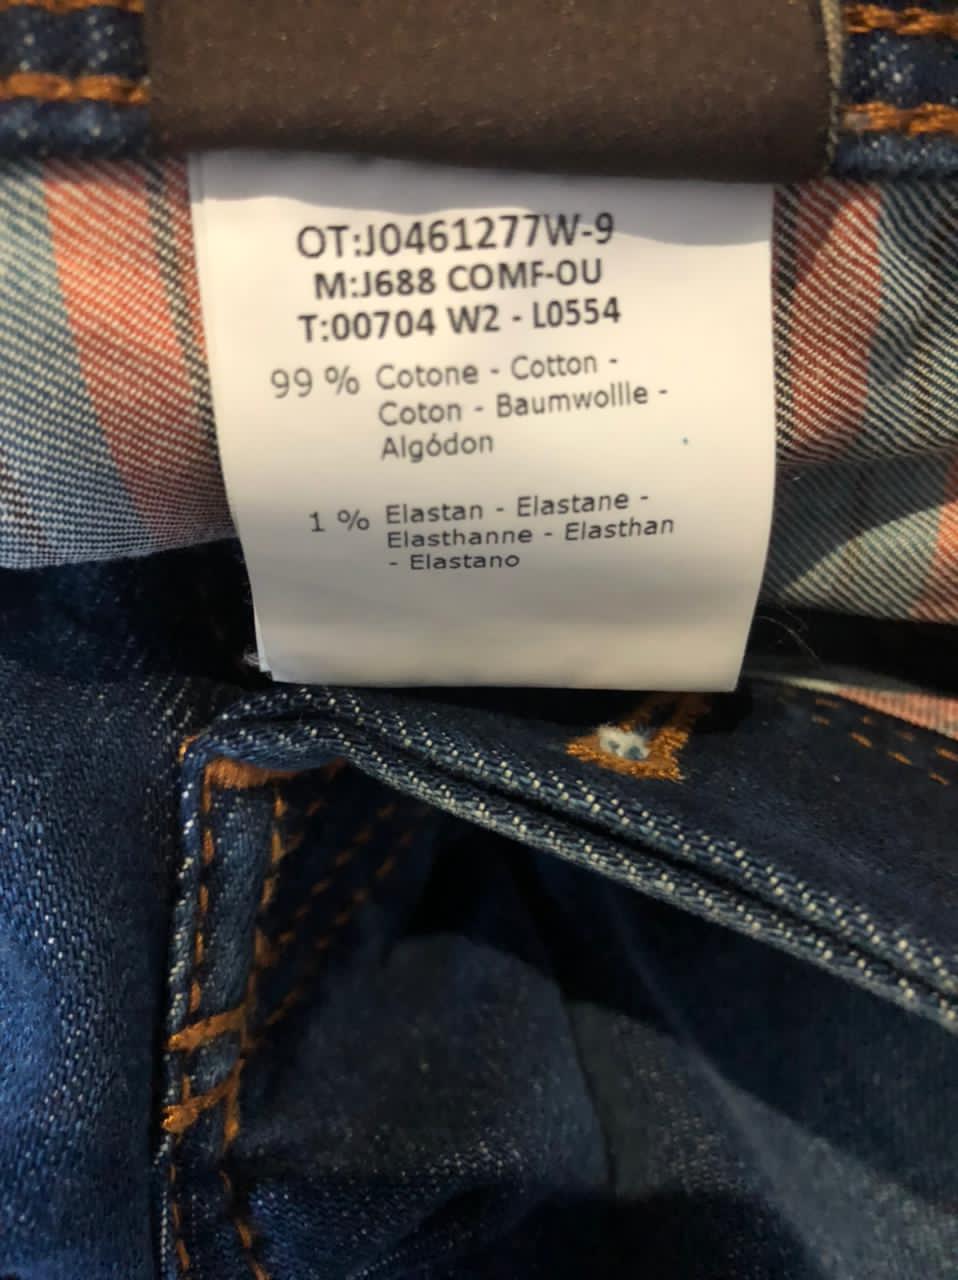 OT:J0461277W-9
M:J688 COMF-OU
T:00704 W2 - L0554
99 % Cotone - Cotton -
Coton - Baumwollle -
Algódon
1 % Elastan - Elastane -
Elasthanne - Elasthan
- Elastano